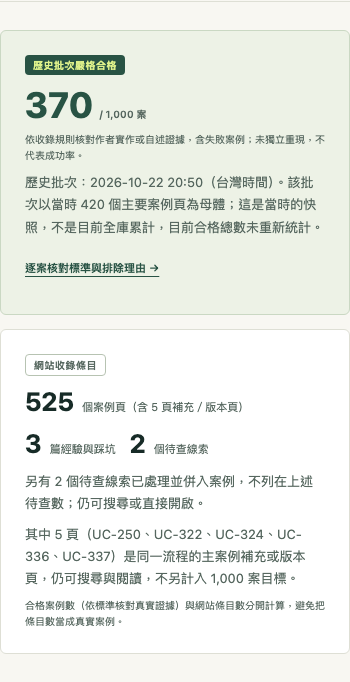 歷史批次嚴格合格
370 / 1,000 案
依收錄規則核對作者實作或自述證據，含失敗案例；未獨立重現，不
代表成功率。
歷史批次：2026-10-22 20:50（台灣時間）。該批
次以當時 420 個主要案例頁為母體；這是當時的快
照，不是目前全庫累計，目前合格總數未重新統計。
逐案核對標準與排除理由 →
網站收錄條目
525 個案例頁（含 5 頁補充 / 版本頁）
3 篇經驗與踩坑 2 個待查線索
另有 2 個待查線索已處理並併入案例，不列在上述
待查數；仍可搜尋或直接開啟。
其中 5 頁（UC-250、UC-322、UC-324、UC-
336、UC-337）是同一流程的主案例補充或版本
頁，仍可搜尋與閱讀，不另計入 1,000 案目標。
合格案例數（依標準核對真實證據）與網站條目數分開計算，避免把
條目數當成真實案例。